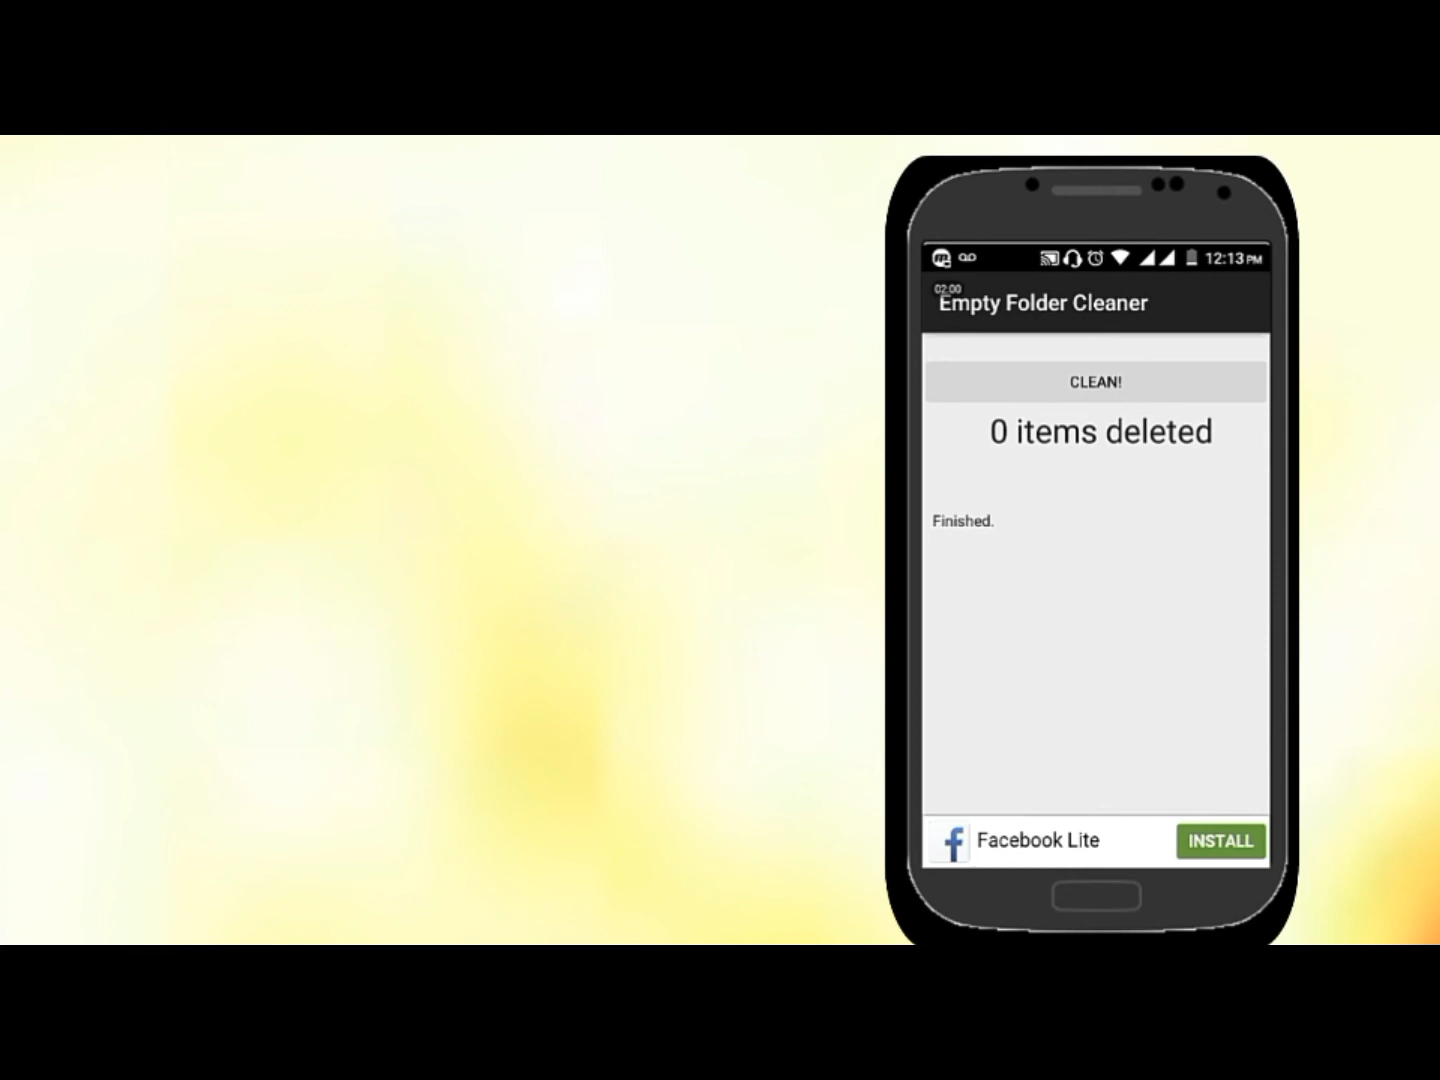 12:13 PM
02:00
Empty Folder Cleaner
CLEAN!
0 items deleted
Finished.
Facebook Lite
INSTALL